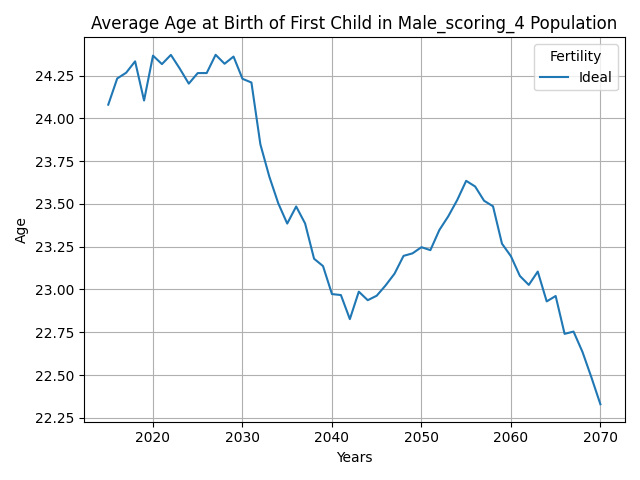 Average Age at Birth of First Child in Male_scoring_4 Population
Fertility
Ideal
24.25
24.00
23.75
23.50
23.25
23.00
22.75
22.50
22.25
Age
2020 2030 2040 2050 2060 2070
Years